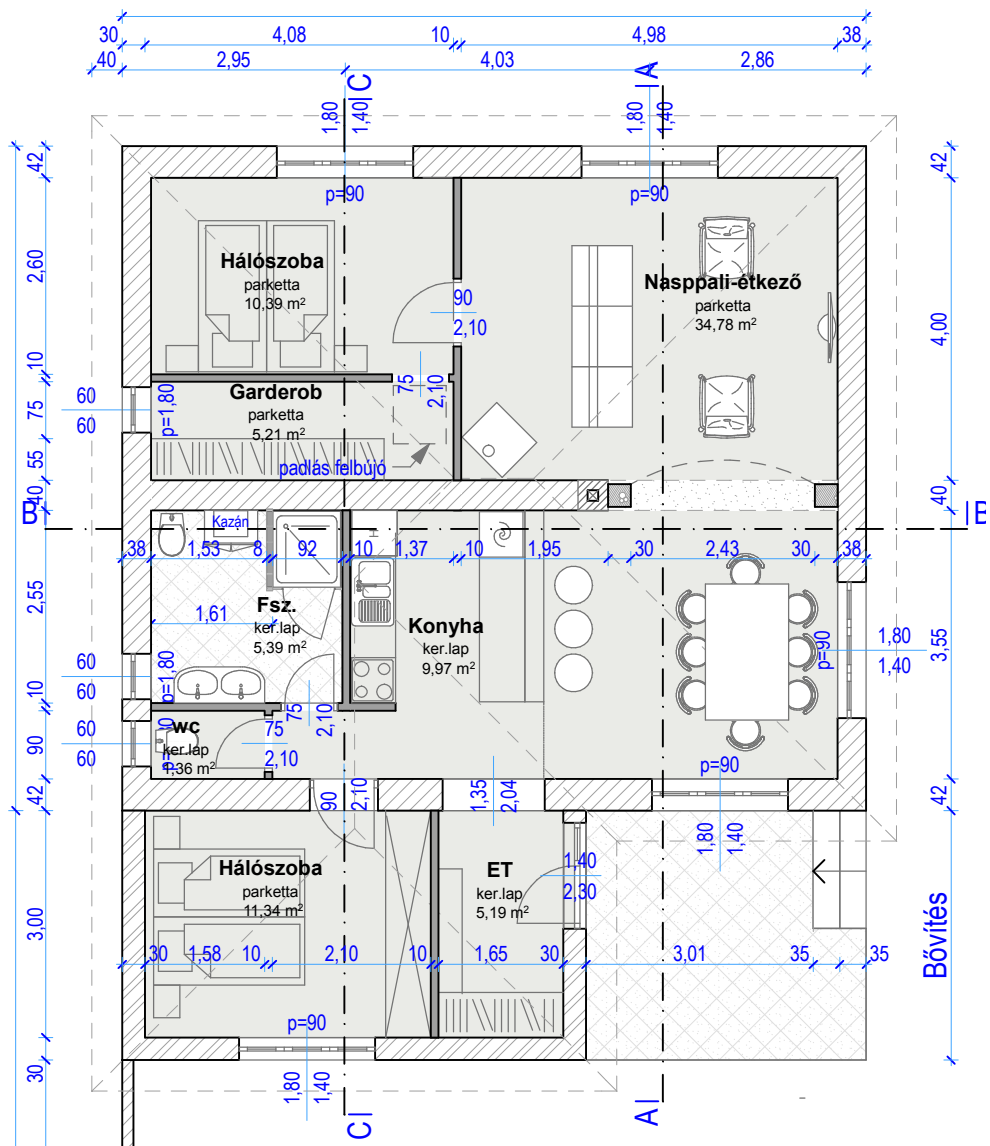 30 4,08 10 4,98 38
40 2,95 4,03 2,86
C
A
1,80 1,40
1,80 1,40
42
42
p=90
p=90
2,60
Hálószoba
parketta
10,39 m²
Nasppali-étkező
parketta
34,78 m²
90
2,10
4,00
10
75
2,10
60
60
p=1,80
Garderob
parketta
5,21 m²
75
55
padlás felbújó
40
40
B
B
Kazán
38 1,53 8 92 10 1,37 10 1,95 30 2,43 30 38
2,55
1,61
Fsz.
ker.lap
5,39 m²
Konyha
ker.lap
9,97 m²
p=90
1,80
1,40
3,55
60
60
p=1,80
10
75
2,10
60
60
wc
ker.lap
1,36 m²
75
2,10
90
p=90
42
90
2,10
1,35
2,04
42
1,80
1,40
Hálószoba
parketta
11,34 m²
ET
ker.lap
5,19 m²
1,40
2,30
3,00
Bővítés
30 1,58 10 2,10 10 1,65 30 3,01 35 35
p=90
30
1,80
1,40
C
A